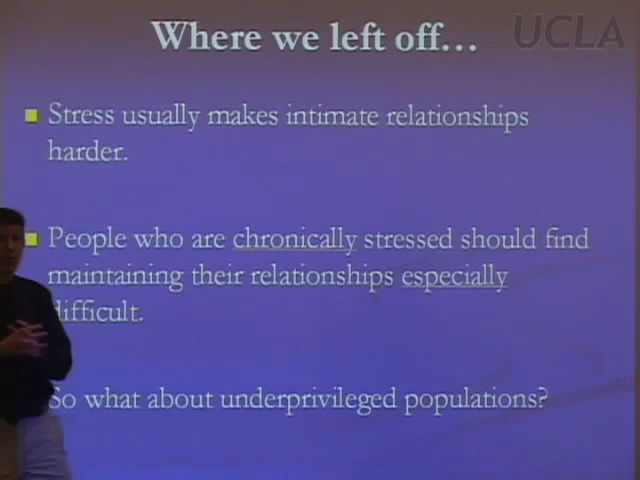 Where we left off…
UCLA
Stress usually makes intimate relationships
harder.
People who are chronically stressed should find
maintaining their relationships especially
difficult.
So what about underprivileged populations?